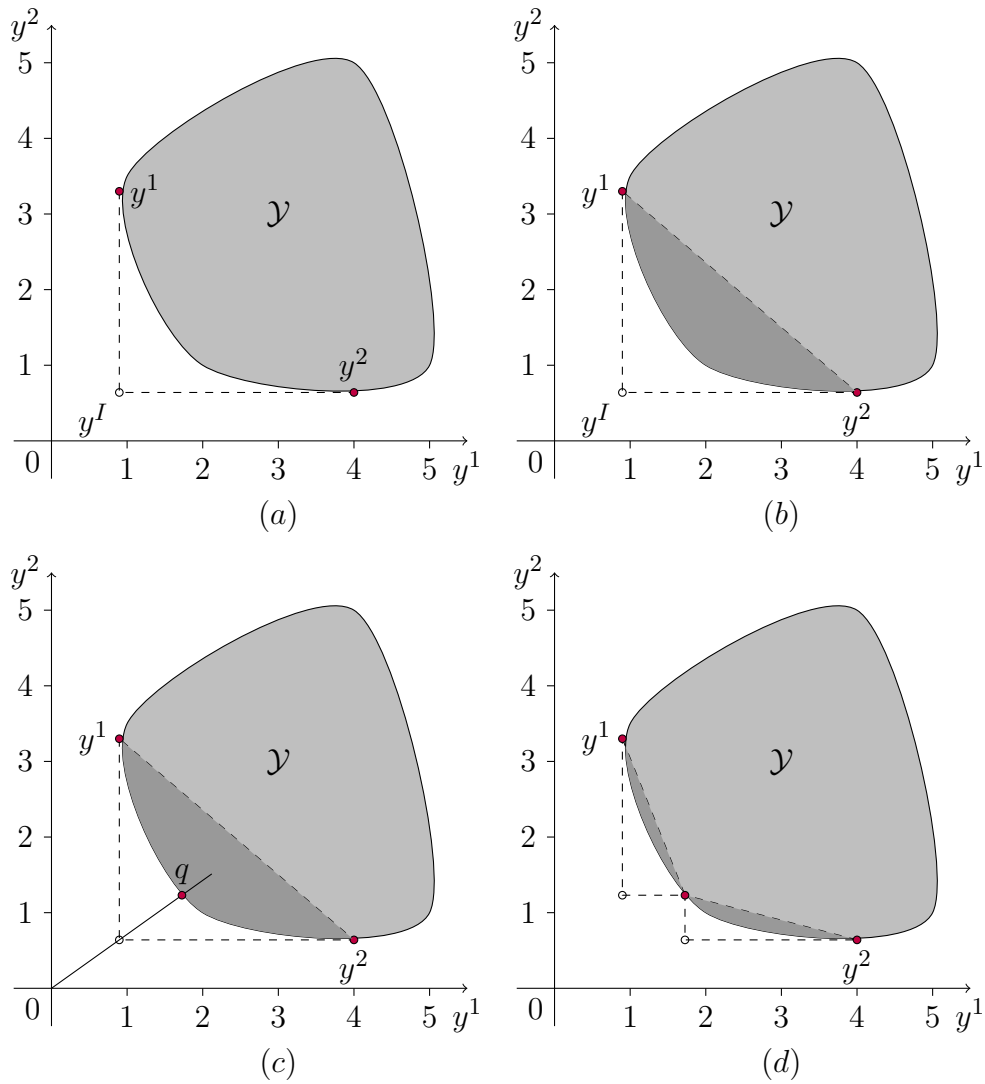 y² y²
5 5
4 4
y¹ y¹
3 𝒴 3 𝒴
2 2
1 y² 1
yᴵ yᴵ y²
0 1 2 3 4 5 y¹ 0 1 2 3 4 5 y¹
(a) (b)
y² y²
5 5
4 4
y¹ y¹
3 𝒴 3 𝒴
2 2
q
1 1
y² y²
0 1 2 3 4 5 y¹ 0 1 2 3 4 5 y¹
(c) (d)